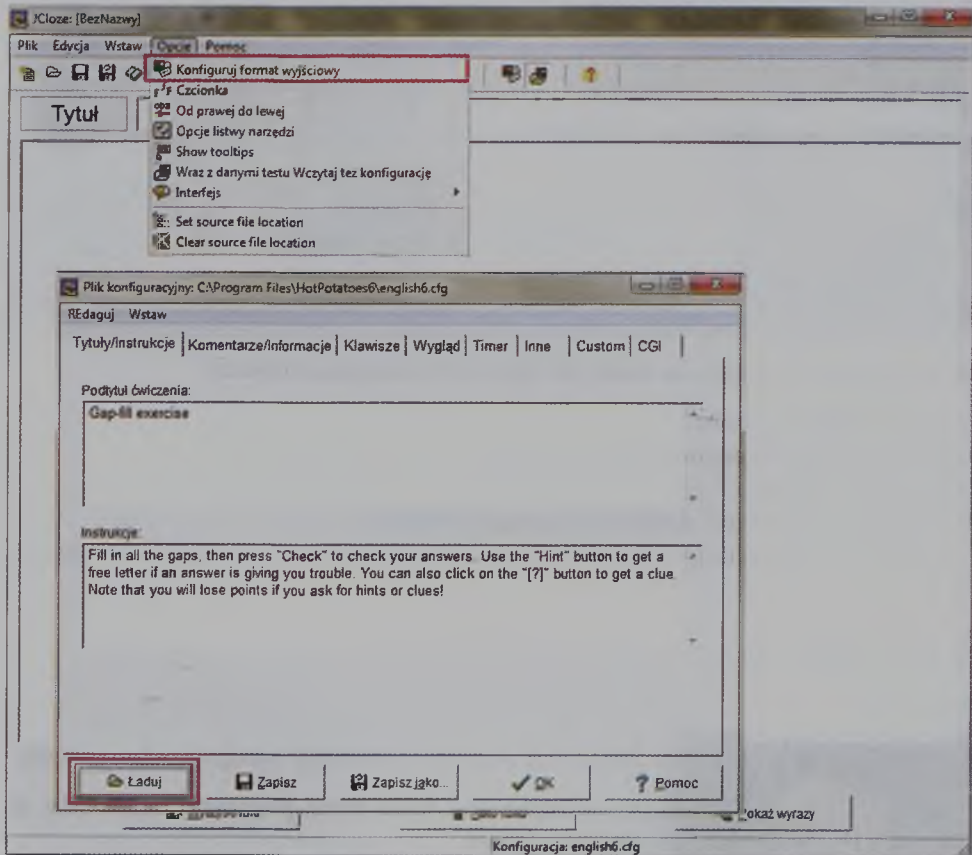 JCloze: [BezNazwy]
Plik Edycja Wstaw Opcje Pomoc
Konfiguruj format wyjściowy
Czcionka
Od prawej do lewej
Opcje listwy narzędzi
Show tooltips
Wraz z danymi testu Wczytaj też konfigurację
Interfejs
Set source file location
Clear source file location
Tytuł
Plik konfiguracyjny: C:\Program Files\HotPotatoes6\english6.cfg
REdaguj Wstaw
Tytuły/Instrukcje Komentarze/Informacje Klawisze Wygląd Timer Inne Custom CGI
Podtytuł ćwiczenia:
Gap-fill exercise
Instrukcje:
Fill in all the gaps, then press "Check" to check your answers. Use the "Hint" button to get a
free letter if an answer is giving you trouble. You can also click on the "[?]" button to get a clue.
Note that you will lose points if you ask for hints or clues!
Ładuj Zapisz Zapisz jako... OK Pomoc
okaż wyrazy
Konfiguracja: english6.cfg